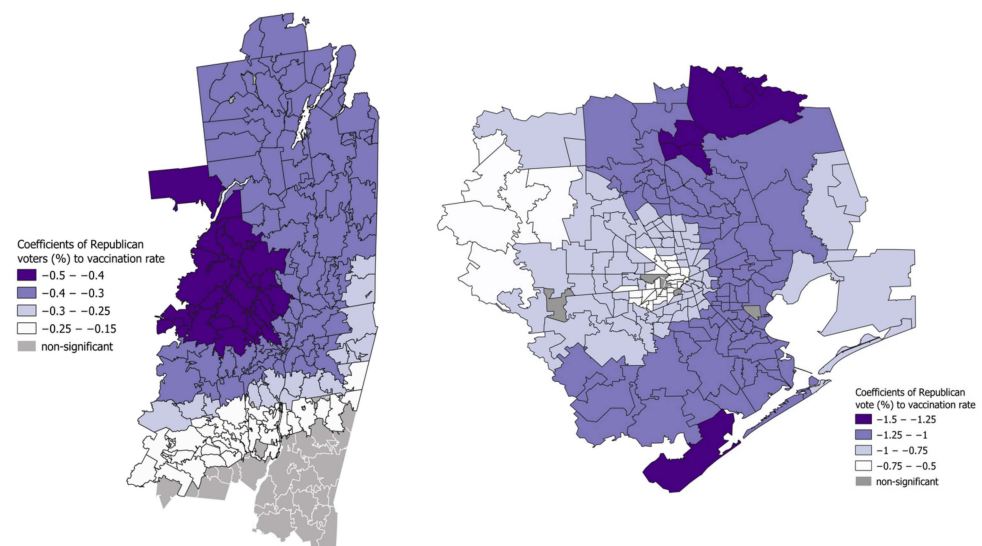 Coefficients of Republican
voters (%) to vaccination rate
−0.5 – −0.4
−0.4 – −0.3
−0.3 – −0.25
−0.25 – −0.15
non-significant
Coefficients of Republican
vote (%) to vaccination rate
−1.5 – −1.25
−1.25 – −1
−1 – −0.75
−0.75 – −0.5
non-significant